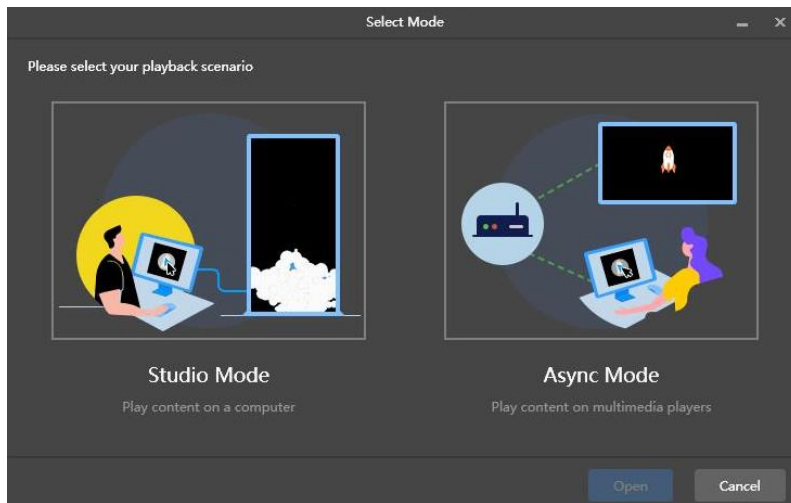 Select Mode
Please select your playback scenario
Studio Mode
Play content on a computer
Async Mode
Play content on multimedia players
Open
Cancel